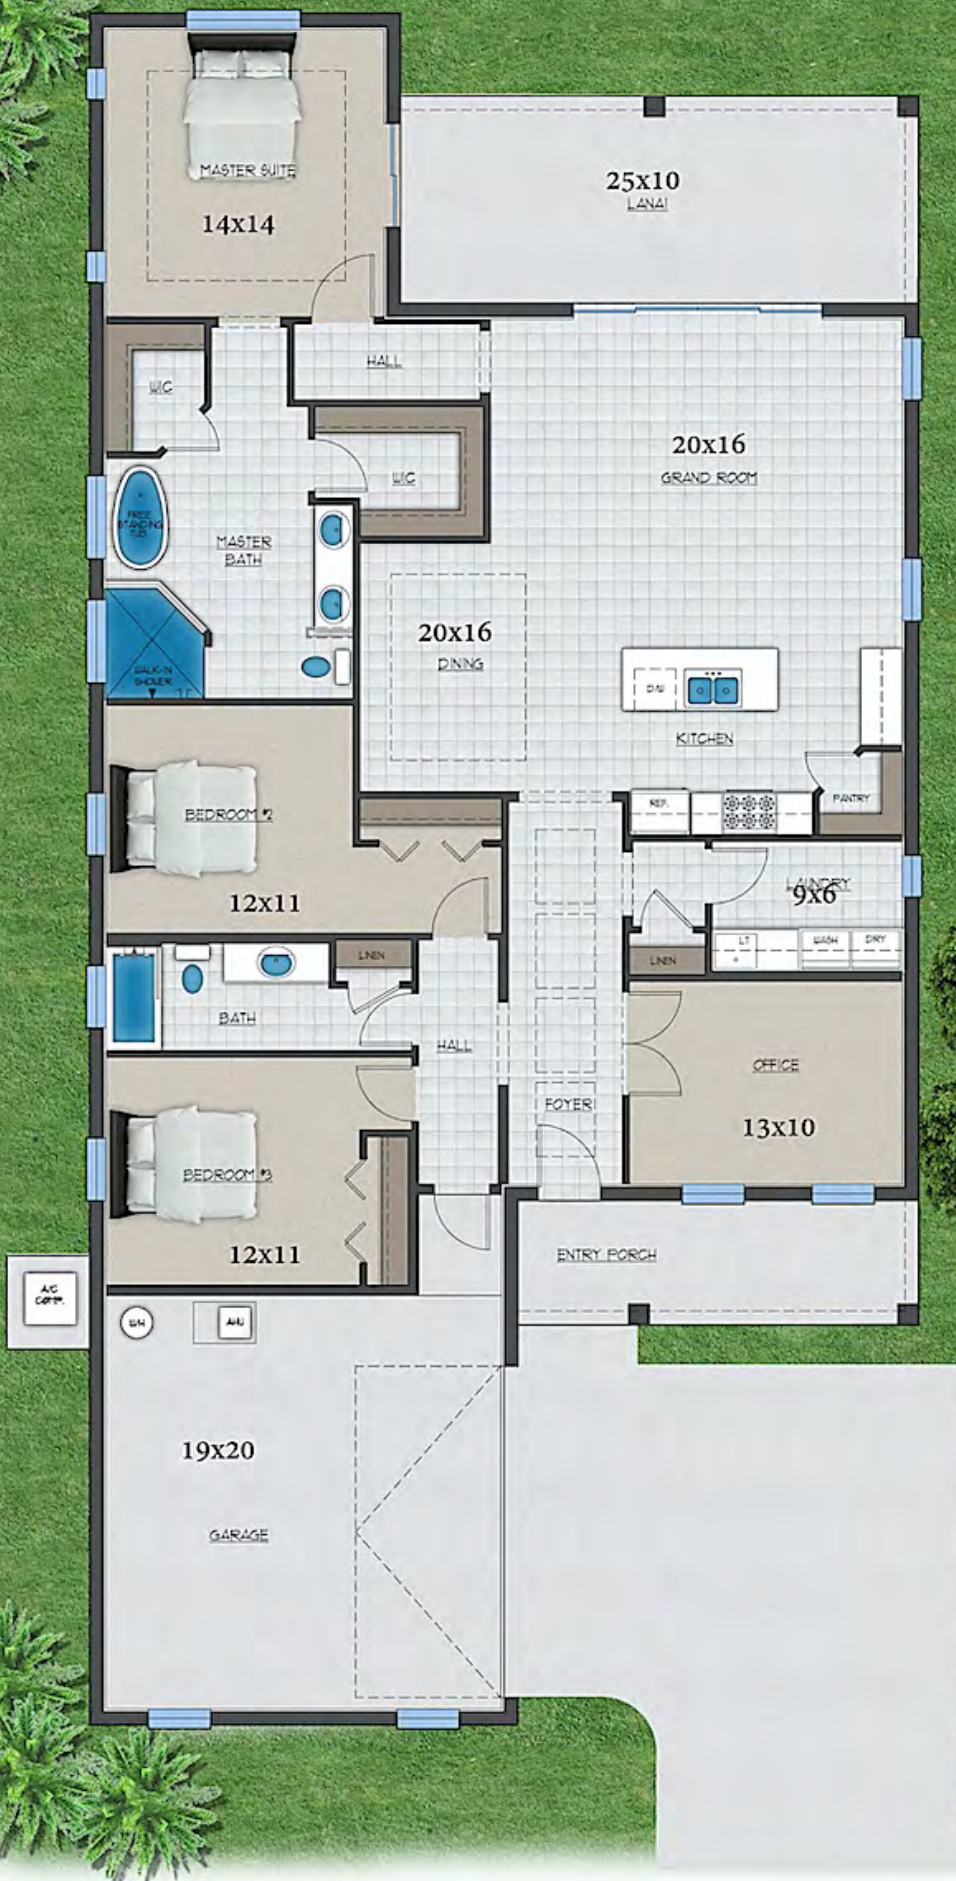 MASTER SUITE
14x14
25x10
LANAI
HALL
WIC
20x16
GRAND ROOM
WIC
FREE
STANDING
TUB
MASTER
BATH
20x16
DINING
WALK-IN
SHOWER
D/W
KITCHEN
PANTRY
REF.
BEDROOM #2
12x11
LAUNDRY
9x6
LT
WASH
DRY
LINEN
LINEN
BATH
HALL
OFFICE
FOYER
13x10
BEDROOM #3
12x11
ENTRY PORCH
A/C
COMP.
W/H
AHU
19x20
GARAGE